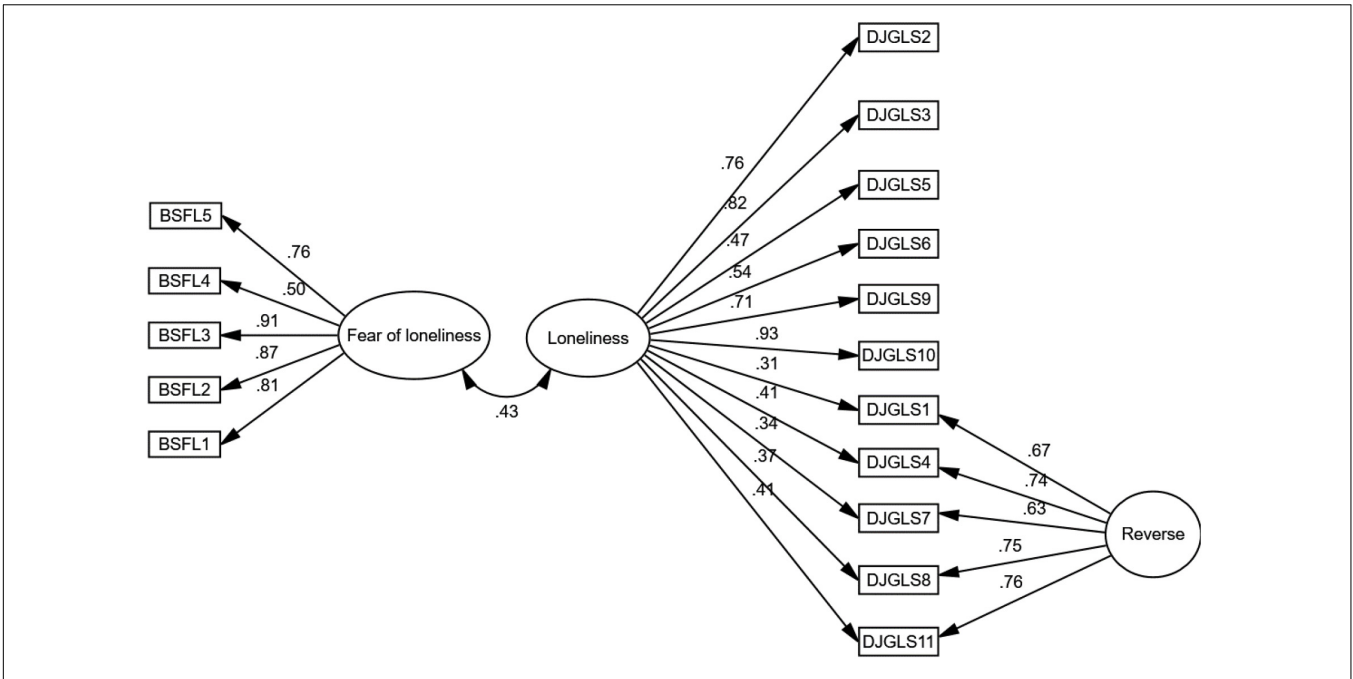 DJGLS2
DJGLS3
.76
DJGLS5
.82
BSFL5
DJGLS6
.47
.76
.54
BSFL4
.50
DJGLS9
.71
.91
BSFL3
Fear of loneliness
Loneliness
.93
DJGLS10
.87
.31
BSFL2
.81
.41
DJGLS1
.43
.34
BSFL1
.67
.37
DJGLS4
.74
.41
.63
DJGLS7
Reverse
.75
DJGLS8
.76
DJGLS11